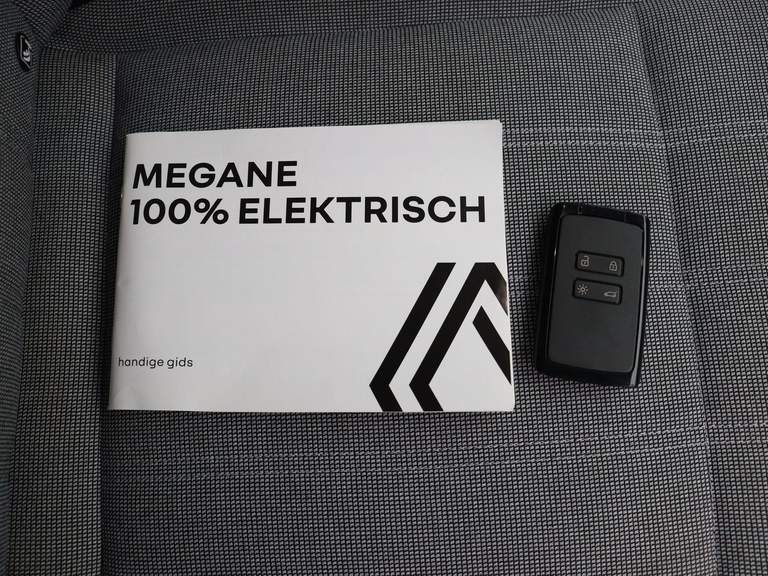 MEGANE
100% ELEKTRISCH
handige gids